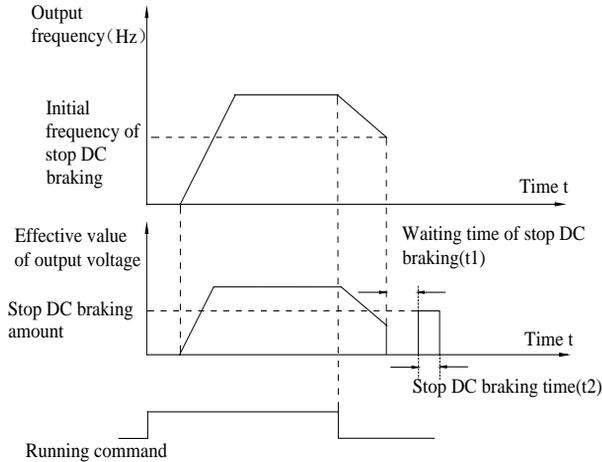 Output
frequency(Hz)
Initial
frequency of
stop DC
braking
Time t
Effective value
of output voltage
Waiting time of stop DC
braking(t1)
Stop DC braking
amount
Time t
Stop DC braking time(t2)
Running command